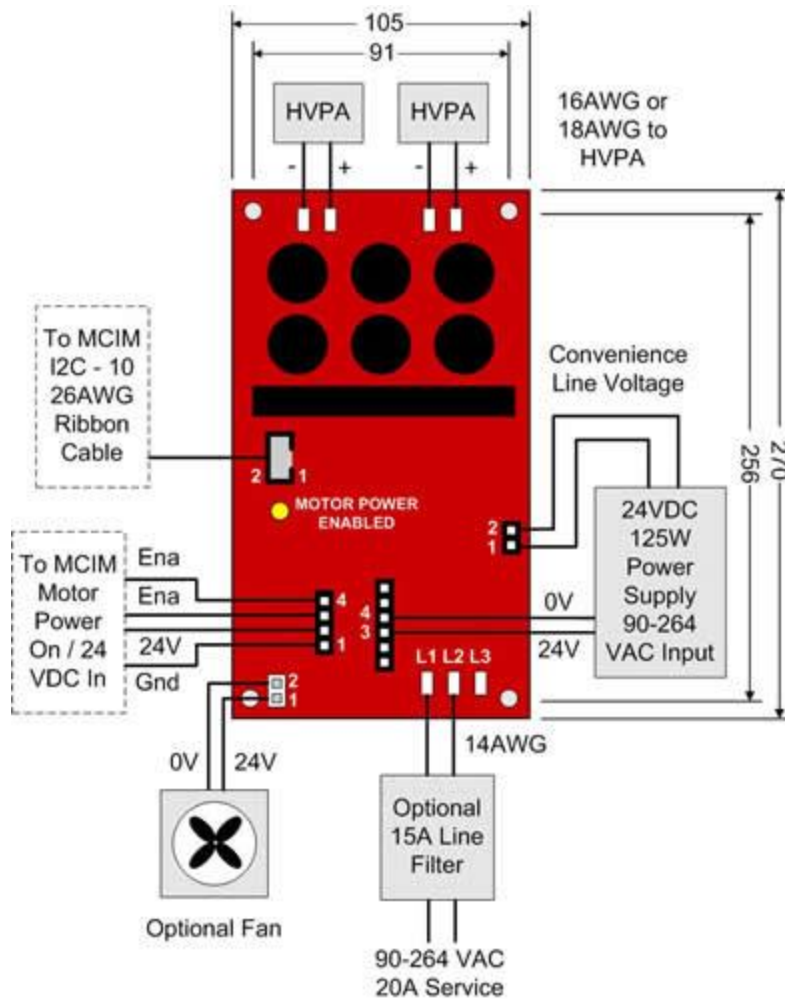 105
91
HVPA
HVPA
16AWG or
18AWG to
HVPA
-
+
-
+
To MCIM
I2C - 10
26AWG
Ribbon
Cable
Convenience
Line Voltage
270
256
2
1
MOTOR POWER
ENABLED
2
1
24VDC
125W
Power
Supply
90-264
VAC Input
To MCIM
Motor
Power
On / 24
VDC In
Ena
Ena
24V
Gnd
4
1
4
3
0V
24V
L1 L2 L3
2
1
14AWG
0V
24V
Optional
15A Line
Filter
Optional Fan
90-264 VAC
20A Service